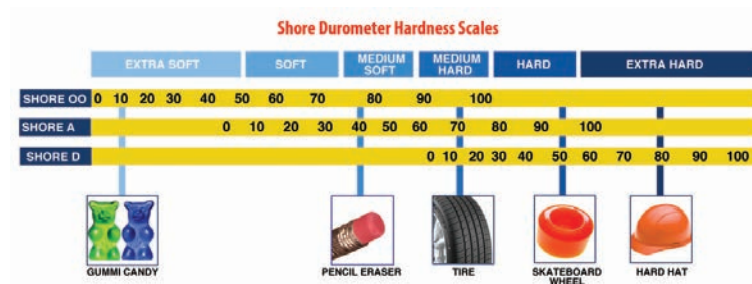 Shore Durometer Hardness Scales
EXTRA SOFT SOFT MEDIUM SOFT MEDIUM HARD HARD EXTRA HARD
SHORE OO 0 10 20 30 40 50 60 70 80 90 100
SHORE A 0 10 20 30 40 50 60 70 80 90 100
SHORE D 0 10 20 30 40 50 60 70 80 90 100
GUMMI CANDY PENCIL ERASER TIRE SKATEBOARD WHEEL HARD HAT